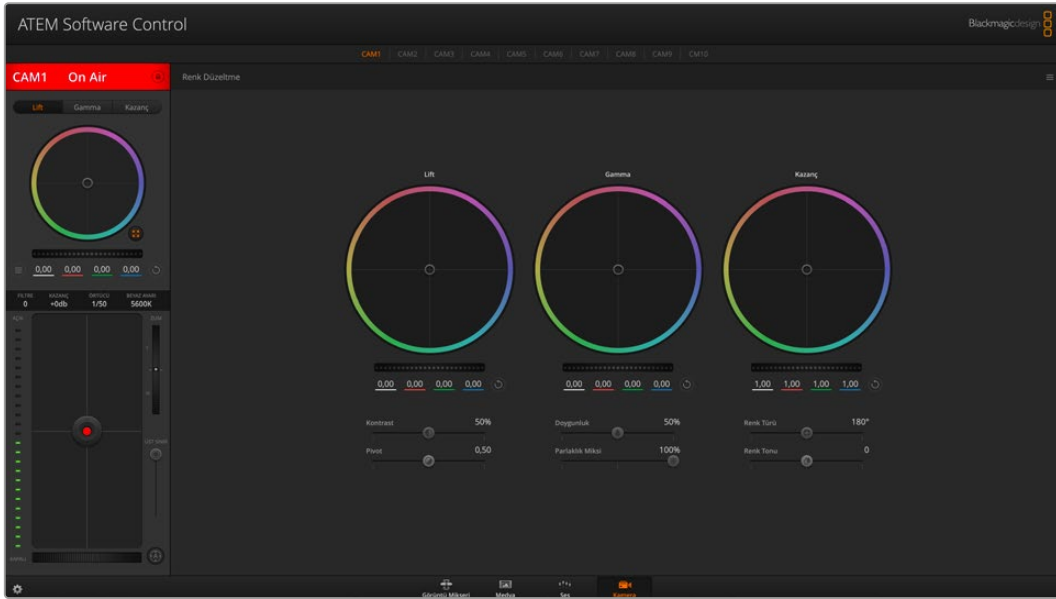 ATEM Software Control
Blackmagicdesign
CAM1 CAM2 CAM3 CAM4 CAM5 CAM6 CAM7 CAM8 CAM9 CM10
CAM1 On Air
Renk Düzeltme
Lift Gamma Kazanç
Lift Gamma Kazanç
0,00 0,00 0,00 0,00
FILTRE KAZANÇ ÖRTÜCÜ BEYAZ AYARI
0 +0db 1/50 5600K
0,00 0,00 0,00 0,00
0,00 0,00 0,00 0,00
1,00 1,00 1,00 1,00
Kontrast 50%
Doygunluk 50%
Renk Türü 180°
Pivot 0,50
Parlaklık Miksi 100%
Renk Tonu 0
Görüntü Mikseri Medya Ses Kamera